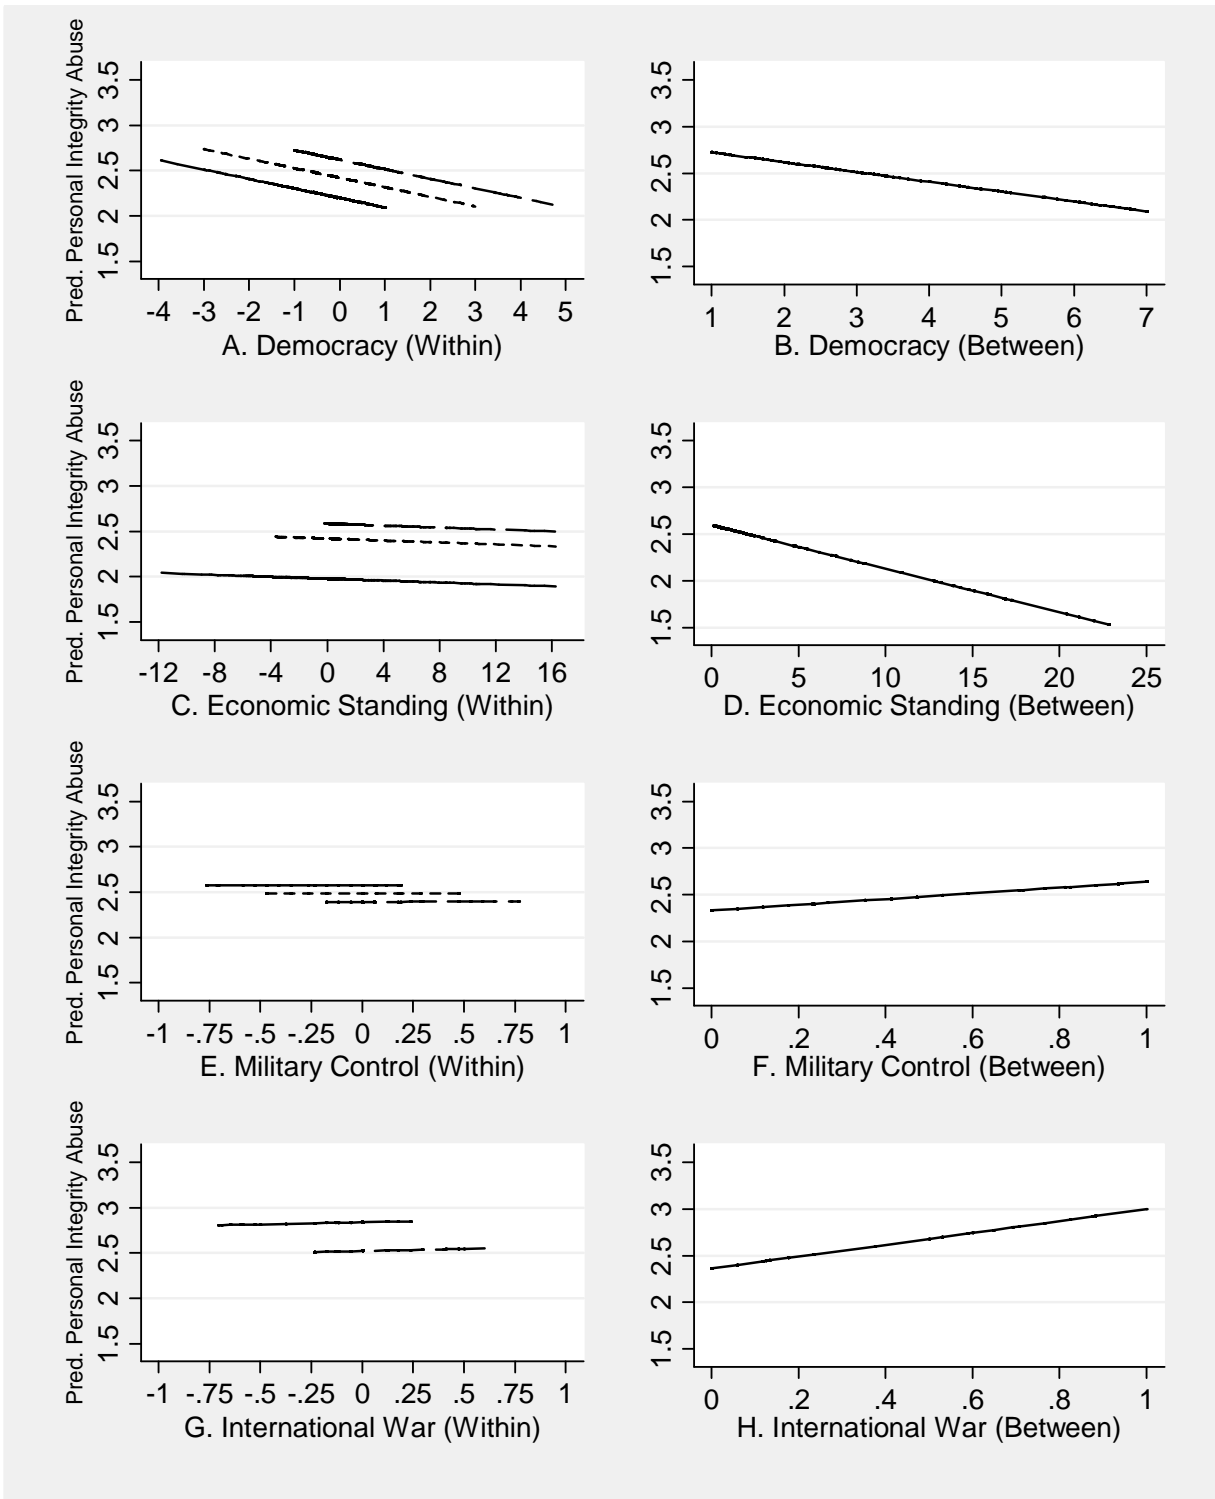 Pred. Personal Integrity Abuse
3.5
3
2.5
2
1.5
-4 -3 -2 -1 0 1 2 3 4 5
A. Democracy (Within)
3.5
3
2.5
2
1.5
1 2 3 4 5 6 7
B. Democracy (Between)
Pred. Personal Integrity Abuse
3.5
3
2.5
2
1.5
-12 -8 -4 0 4 8 12 16
C. Economic Standing (Within)
3.5
3
2.5
2
1.5
0 5 10 15 20 25
D. Economic Standing (Between)
Pred. Personal Integrity Abuse
3.5
3
2.5
2
1.5
-1 -.75 -.5 -.25 0 .25 .5 .75 1
E. Military Control (Within)
3.5
3
2.5
2
1.5
0 .2 .4 .6 .8 1
F. Military Control (Between)
Pred. Personal Integrity Abuse
3.5
3
2.5
2
1.5
-1 -.75 -.5 -.25 0 .25 .5 .75 1
G. International War (Within)
3.5
3
2.5
2
1.5
0 .2 .4 .6 .8 1
H. International War (Between)